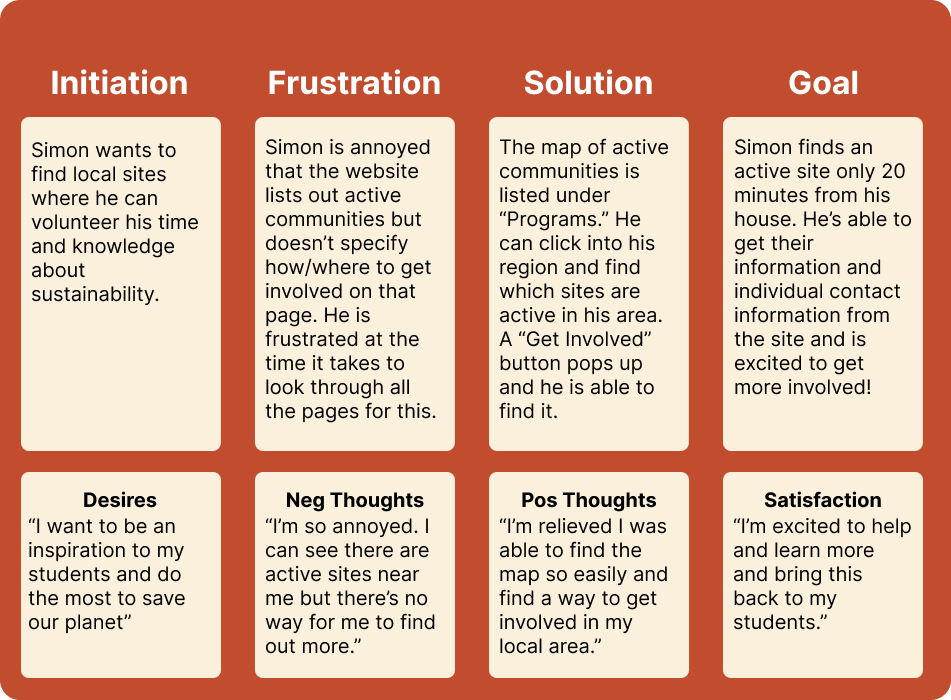 Initiation
Frustration
Solution
Goal
Simon wants to
find local sites
where he can
volunteer his time
and knowledge
about
sustainability.
Simon is annoyed
that the website
lists out active
communities but
doesn’t specify
how/where to get
involved on that
page. He is
frustrated at the
time it takes to
look through all
the pages for this.
The map of active
communities is
listed under
“Programs.” He
can click into his
region and find
which sites are
active in his area.
A “Get Involved”
button pops up
and he is able to
find it.
Simon finds an
active site only 20
minutes from his
house. He’s able to
get their
information and
individual contact
information from
the site and is
excited to get
more involved!
Desires
“I want to be an
inspiration to my
students and do
the most to save
our planet”
Neg Thoughts
“I’m so annoyed. I
can see there are
active sites near
me but there’s no
way for me to find
out more.”
Pos Thoughts
“I’m relieved I was
able to find the
map so easily and
find a way to get
involved in my
local area.”
Satisfaction
“I’m excited to help
and learn more
and bring this
back to my
students.”